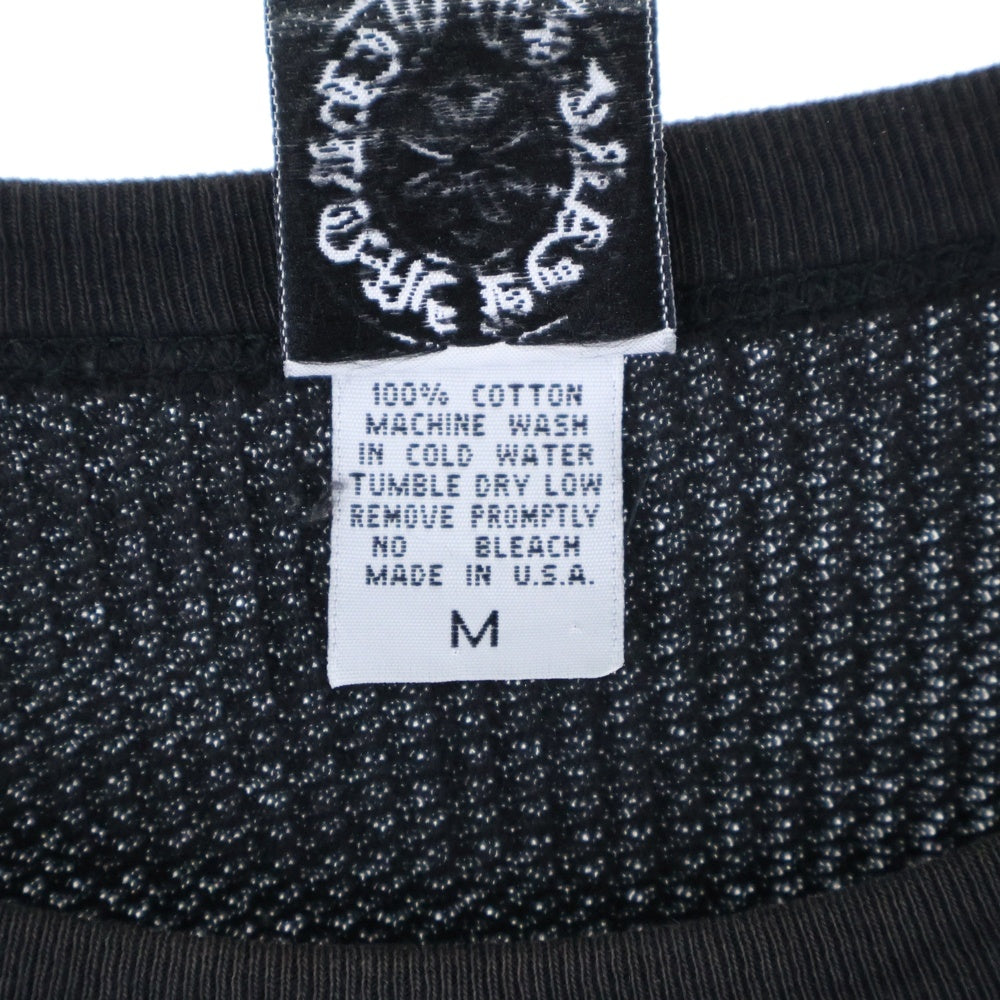 100% COTTON
MACHINE WASH
IN COLD WATER
TUMBLE DRY LOW
REMOVE PROMPTLY
NO BLEACH
MADE IN U.S.A.
M